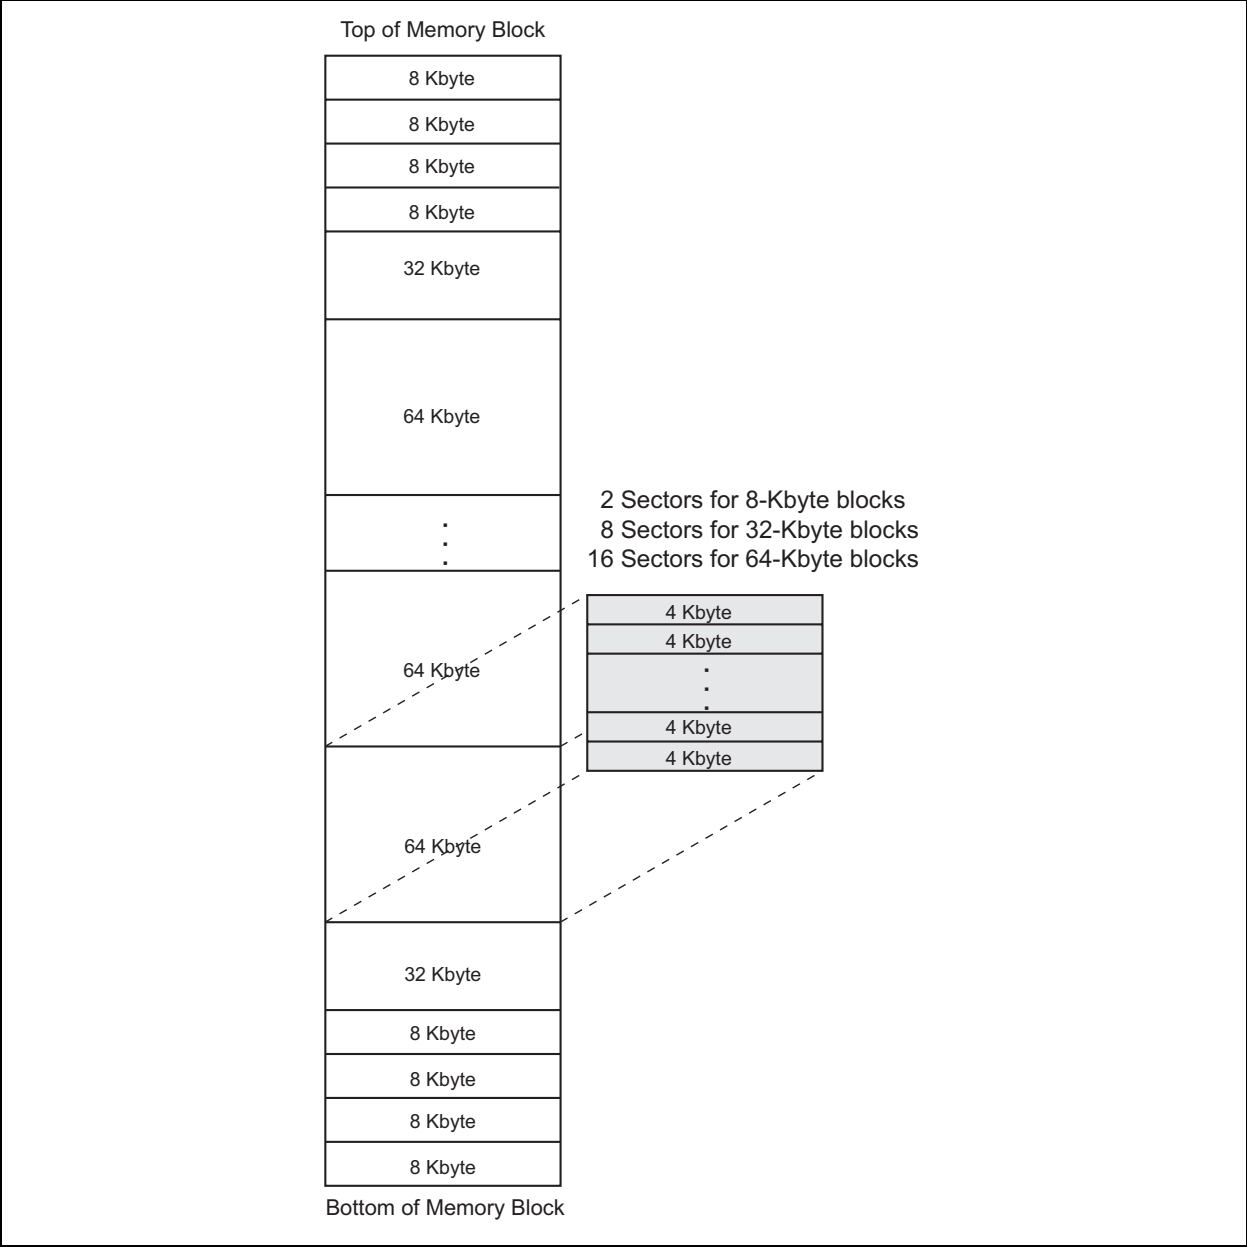 Top of Memory Block
8 Kbyte
8 Kbyte
8 Kbyte
8 Kbyte
32 Kbyte
64 Kbyte
.
.
.
2 Sectors for 8-Kbyte blocks
8 Sectors for 32-Kbyte blocks
16 Sectors for 64-Kbyte blocks
64 Kbyte
4 Kbyte
4 Kbyte
.
.
.
4 Kbyte
4 Kbyte
64 Kbyte
32 Kbyte
8 Kbyte
8 Kbyte
8 Kbyte
8 Kbyte
Bottom of Memory Block